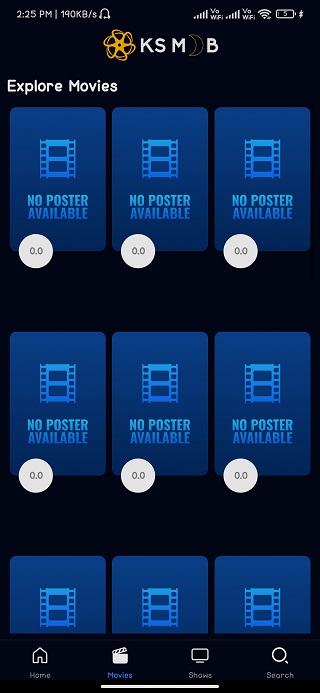 2:25 PM | 190KB/s
Vo WiFi
Vo WiFi
5
KSM B
Explore Movies
NO POSTER AVAILABLE
NO POSTER AVAILABLE
NO POSTER AVAILABLE
0.0
0.0
0.0
NO POSTER AVAILABLE
NO POSTER AVAILABLE
NO POSTER AVAILABLE
0.0
0.0
0.0
Home
Movies
Shows
Search